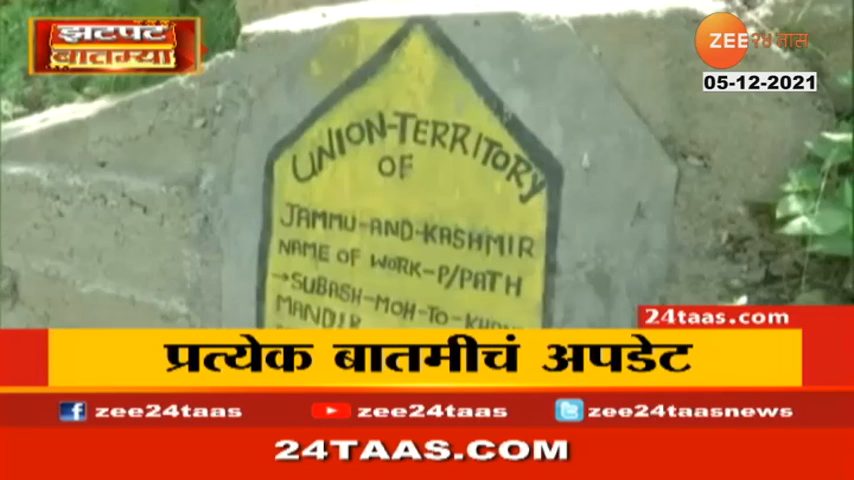 झटपट
बातम्या
ZEE २४ तास
05-12-2021
UNION-TERRITORY
OF
JAMMU-AND-KASHMIR
NAME OF WORK-P/PATH
→SUBASH-MOH-TO-
MANDIR
24taas.com
प्रत्येक बातमीचं अपडेट
zee24taas zee24taas zee24taasnews
24TAAS.COM